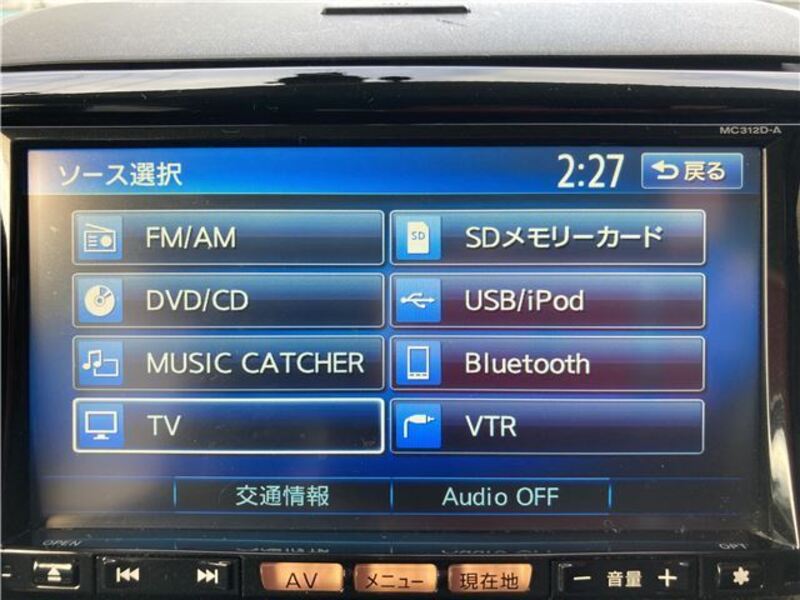 MC312D-A
ソース選択 2:27 戻る
FM/AM SDメモリーカード
SD
DVD/CD USB/iPod
MUSIC CATCHER Bluetooth
TV VTR
交通情報 Audio OFF
OPEN OPT
AV メニュー 現在地 − 音量 +